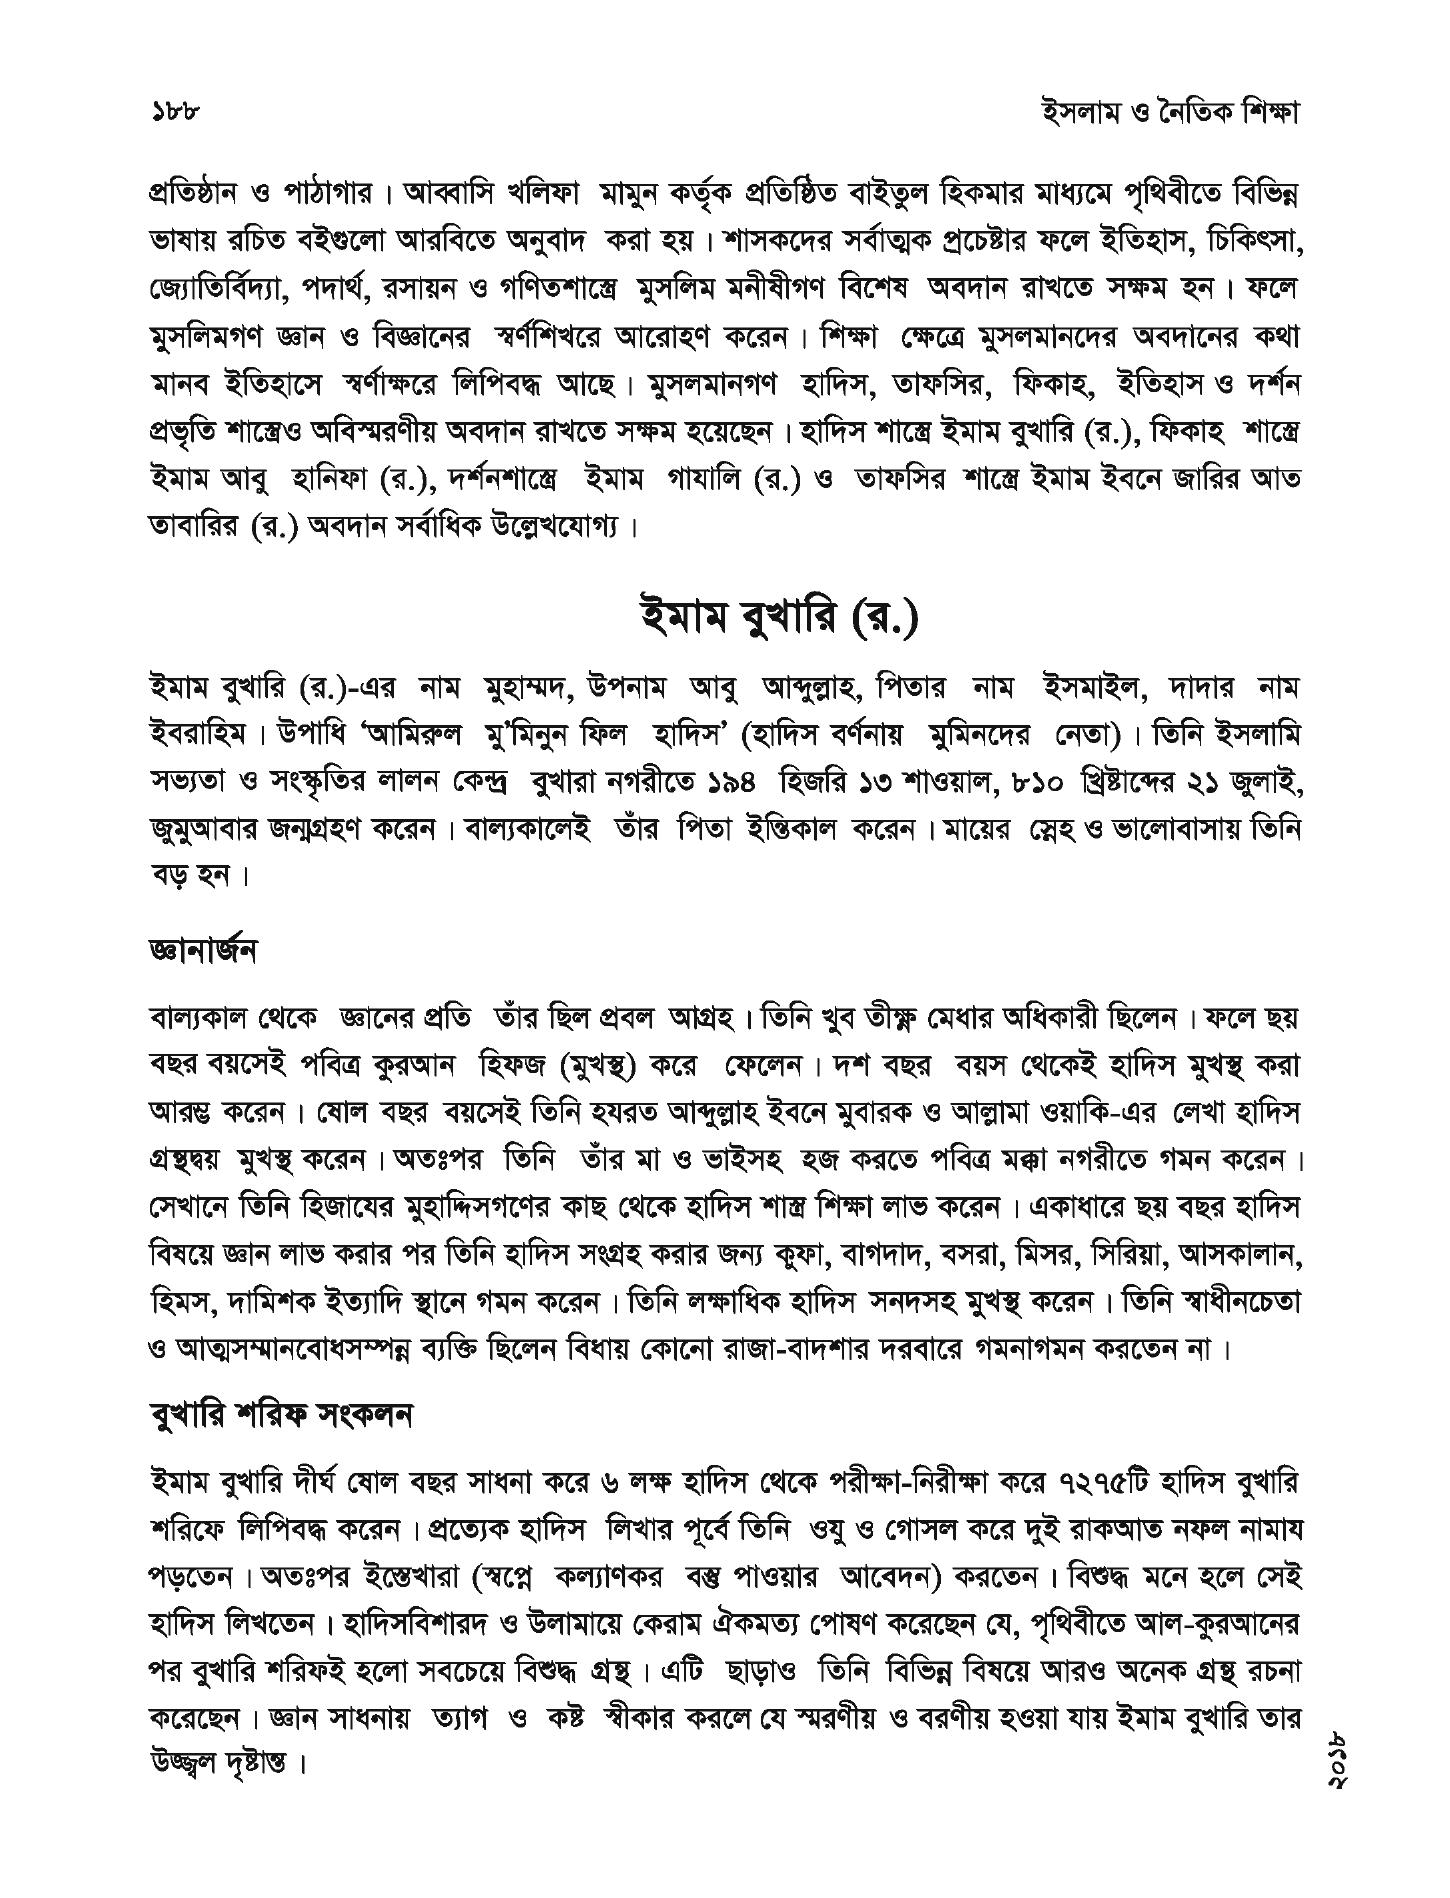 ১৮৮
ইসলাম ও নৈতিক শিক্ষা
প্রতিষ্ঠান ও পাঠাগার। আব্বাসি খলিফা মামুন কর্তৃক প্রতিষ্ঠিত বাইতুল হিকমার মাধ্যমে পৃথিবীতে বিভিন্ন
ভাষায় রচিত বইগুলো আরবিতে অনুবাদ করা হয়। শাসকদের সর্বাত্মক প্রচেষ্টার ফলে ইতিহাস, চিকিৎসা,
জ্যোতির্বিদ্যা, পদার্থ, রসায়ন ও গণিতশাস্ত্রে মুসলিম মনীষীগণ বিশেষ অবদান রাখতে সক্ষম হন। ফলে
মুসলিমগণ জ্ঞান ও বিজ্ঞানের স্বর্ণশিখরে আরোহণ করেন। শিক্ষা ক্ষেত্রে মুসলমানদের অবদানের কথা
মানব ইতিহাসে স্বর্ণাক্ষরে লিপিবদ্ধ আছে। মুসলমানগণ হাদিস, তাফসির, ফিকাহ, ইতিহাস ও দর্শন
প্রভৃতি শাস্ত্রেও অবিস্মরণীয় অবদান রাখতে সক্ষম হয়েছেন। হাদিস শাস্ত্রে ইমাম বুখারি (র.), ফিকাহ শাস্ত্রে
ইমাম আবু হানিফা (র.), দর্শনশাস্ত্রে ইমাম গাযালি (র.) ও তাফসির শাস্ত্রে ইমাম ইবনে জারির আত
তাবারির (র.) অবদান সর্বাধিক উল্লেখযোগ্য।
ইমাম বুখারি (র.)
ইমাম বুখারি (র.)-এর নাম মুহাম্মদ, উপনাম আবু আব্দুল্লাহ, পিতার নাম ইসমাইল, দাদার নাম
ইবরাহিম। উপাধি ‘আমিরুল মু’মিনুন ফিল হাদিস’ (হাদিস বর্ণনায় মুমিনদের নেতা)। তিনি ইসলামি
সভ্যতা ও সংস্কৃতির লালন কেন্দ্র বুখারা নগরীতে ১৯৪ হিজরি ১৩ শাওয়াল, ৮১০ খ্রিষ্টাব্দের ২১ জুলাই,
জুমুআবার জন্মগ্রহণ করেন। বাল্যকালেই তাঁর পিতা ইন্তিকাল করেন। মায়ের স্নেহ ও ভালোবাসায় তিনি
বড় হন।
জ্ঞানার্জন
বাল্যকাল থেকে জ্ঞানের প্রতি তাঁর ছিল প্রবল আগ্রহ। তিনি খুব তীক্ষ্ণ মেধার অধিকারী ছিলেন। ফলে ছয়
বছর বয়সেই পবিত্র কুরআন হিফজ (মুখস্থ) করে ফেলেন। দশ বছর বয়স থেকেই হাদিস মুখস্থ করা
আরম্ভ করেন। ষোল বছর বয়সেই তিনি হযরত আব্দুল্লাহ ইবনে মুবারক ও আল্লামা ওয়াকি-এর লেখা হাদিস
গ্রন্থদ্বয় মুখস্থ করেন। অতঃপর তিনি তাঁর মা ও ভাইসহ হজ করতে পবিত্র মক্কা নগরীতে গমন করেন।
সেখানে তিনি হিজাযের মুহাদ্দিসগণের কাছ থেকে হাদিস শাস্ত্র শিক্ষা লাভ করেন। একাধারে ছয় বছর হাদিস
বিষয়ে জ্ঞান লাভ করার পর তিনি হাদিস সংগ্রহ করার জন্য কূফা, বাগদাদ, বসরা, মিসর, সিরিয়া, আসকালান,
হিমস, দামিশক ইত্যাদি স্থানে গমন করেন। তিনি লক্ষাধিক হাদিস সনদসহ মুখস্থ করেন। তিনি স্বাধীনচেতা
ও আত্মসম্মানবোধসম্পন্ন ব্যক্তি ছিলেন বিধায় কোনো রাজা-বাদশার দরবারে গমনাগমন করতেন না।
বুখারি শরিফ সংকলন
ইমাম বুখারি দীর্ঘ ষোল বছর সাধনা করে ৬ লক্ষ হাদিস থেকে পরীক্ষা-নিরীক্ষা করে ৭২৭৫টি হাদিস বুখারি
শরিফে লিপিবদ্ধ করেন। প্রত্যেক হাদিস লিখার পূর্বে তিনি ওযু ও গোসল করে দুই রাকআত নফল নামায
পড়তেন। অতঃপর ইস্তেখারা (স্বপ্নে কল্যাণকর বস্তু পাওয়ার আবেদন) করতেন। বিশুদ্ধ মনে হলে সেই
হাদিস লিখতেন। হাদিসবিশারদ ও উলামায়ে কেরাম ঐকমত্য পোষণ করেছেন যে, পৃথিবীতে আল-কুরআনের
পর বুখারি শরিফই হলো সবচেয়ে বিশুদ্ধ গ্রন্থ। এটি ছাড়াও তিনি বিভিন্ন বিষয়ে আরও অনেক গ্রন্থ রচনা
করেছেন। জ্ঞান সাধনায় ত্যাগ ও কষ্ট স্বীকার করলে যে স্মরণীয় ও বরণীয় হওয়া যায় ইমাম বুখারি তার
উজ্জ্বল দৃষ্টান্ত।
২০১৮